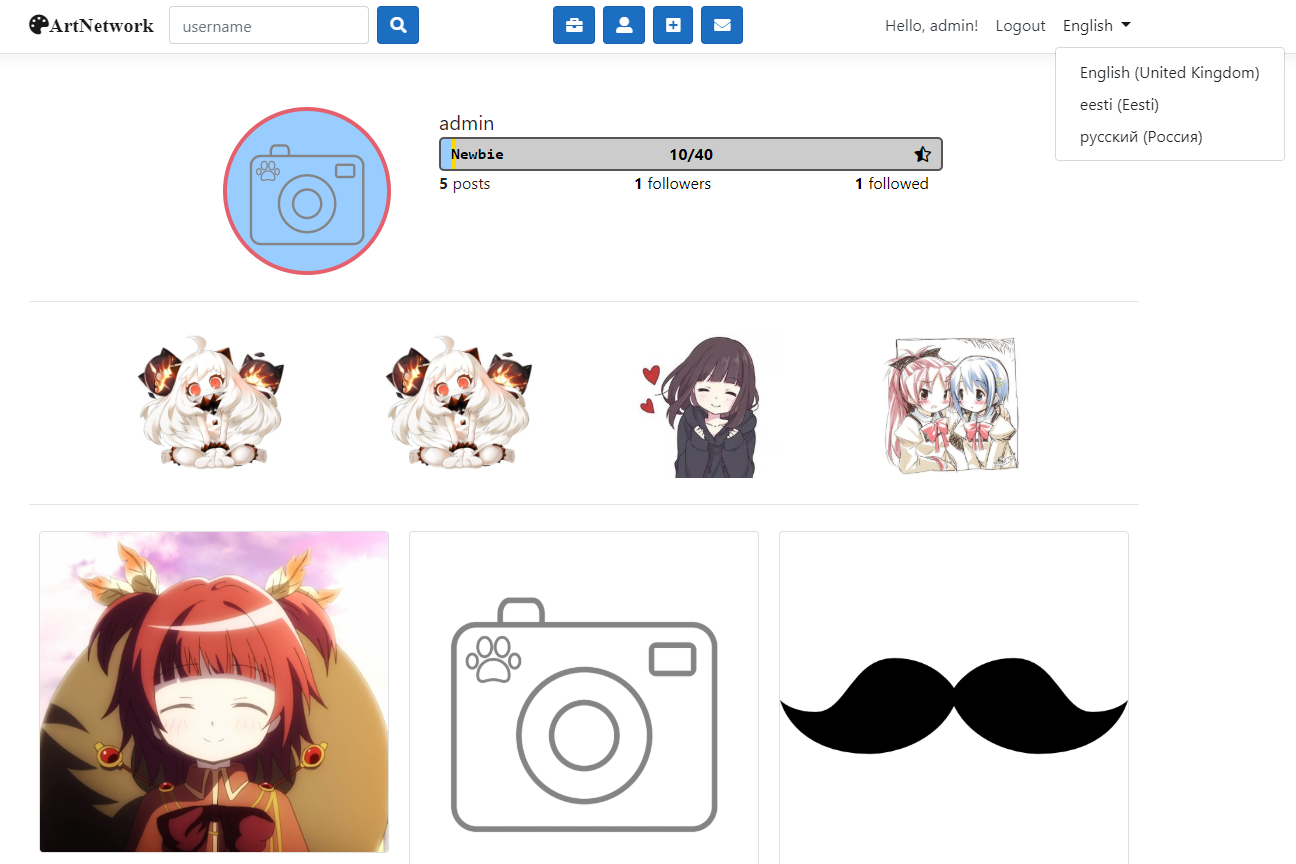 ArtNetwork
username
Hello, admin!
Logout
English
English (United Kingdom)
eesti (Eesti)
русский (Россия)
admin
Newbie 10/40
5 posts 1 followers 1 followed